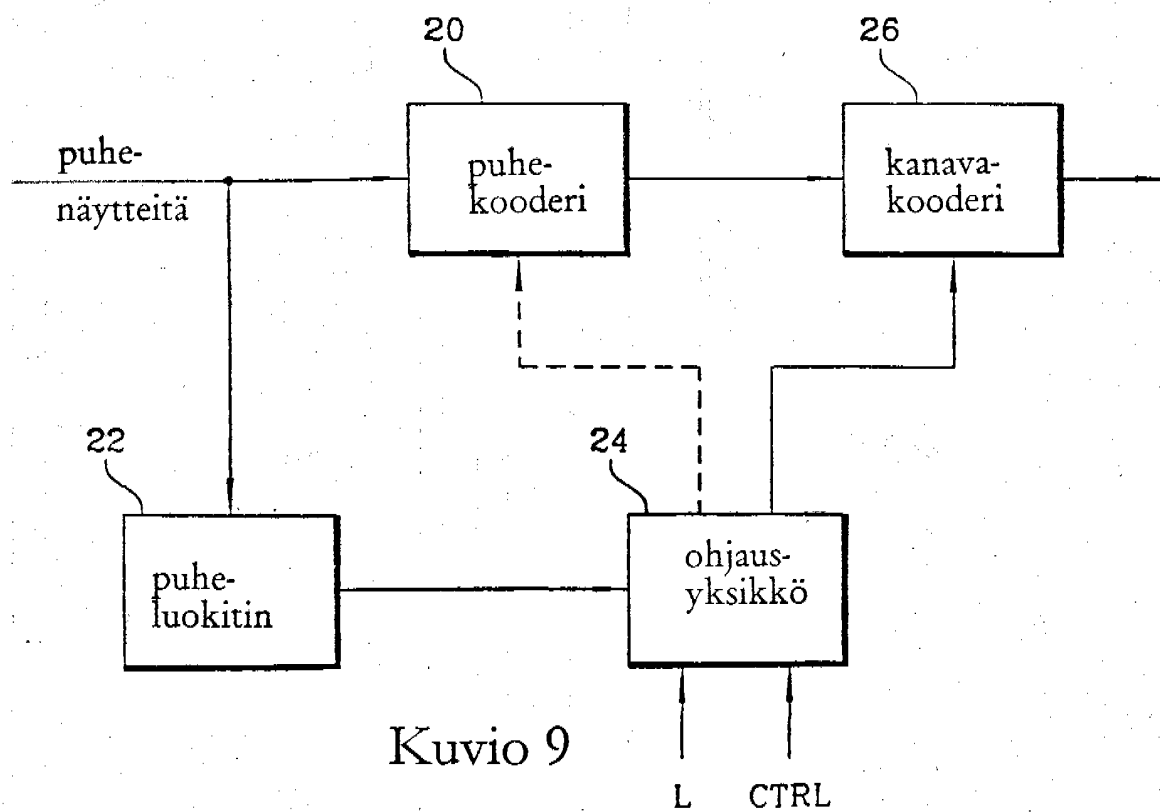 20
26
puhe-
näytteitä
puhe-
kooderi
kanava-
kooderi
22
24
puhe-
luokitin
ohjaus-
yksikkö
Kuvio 9
L
CTRL